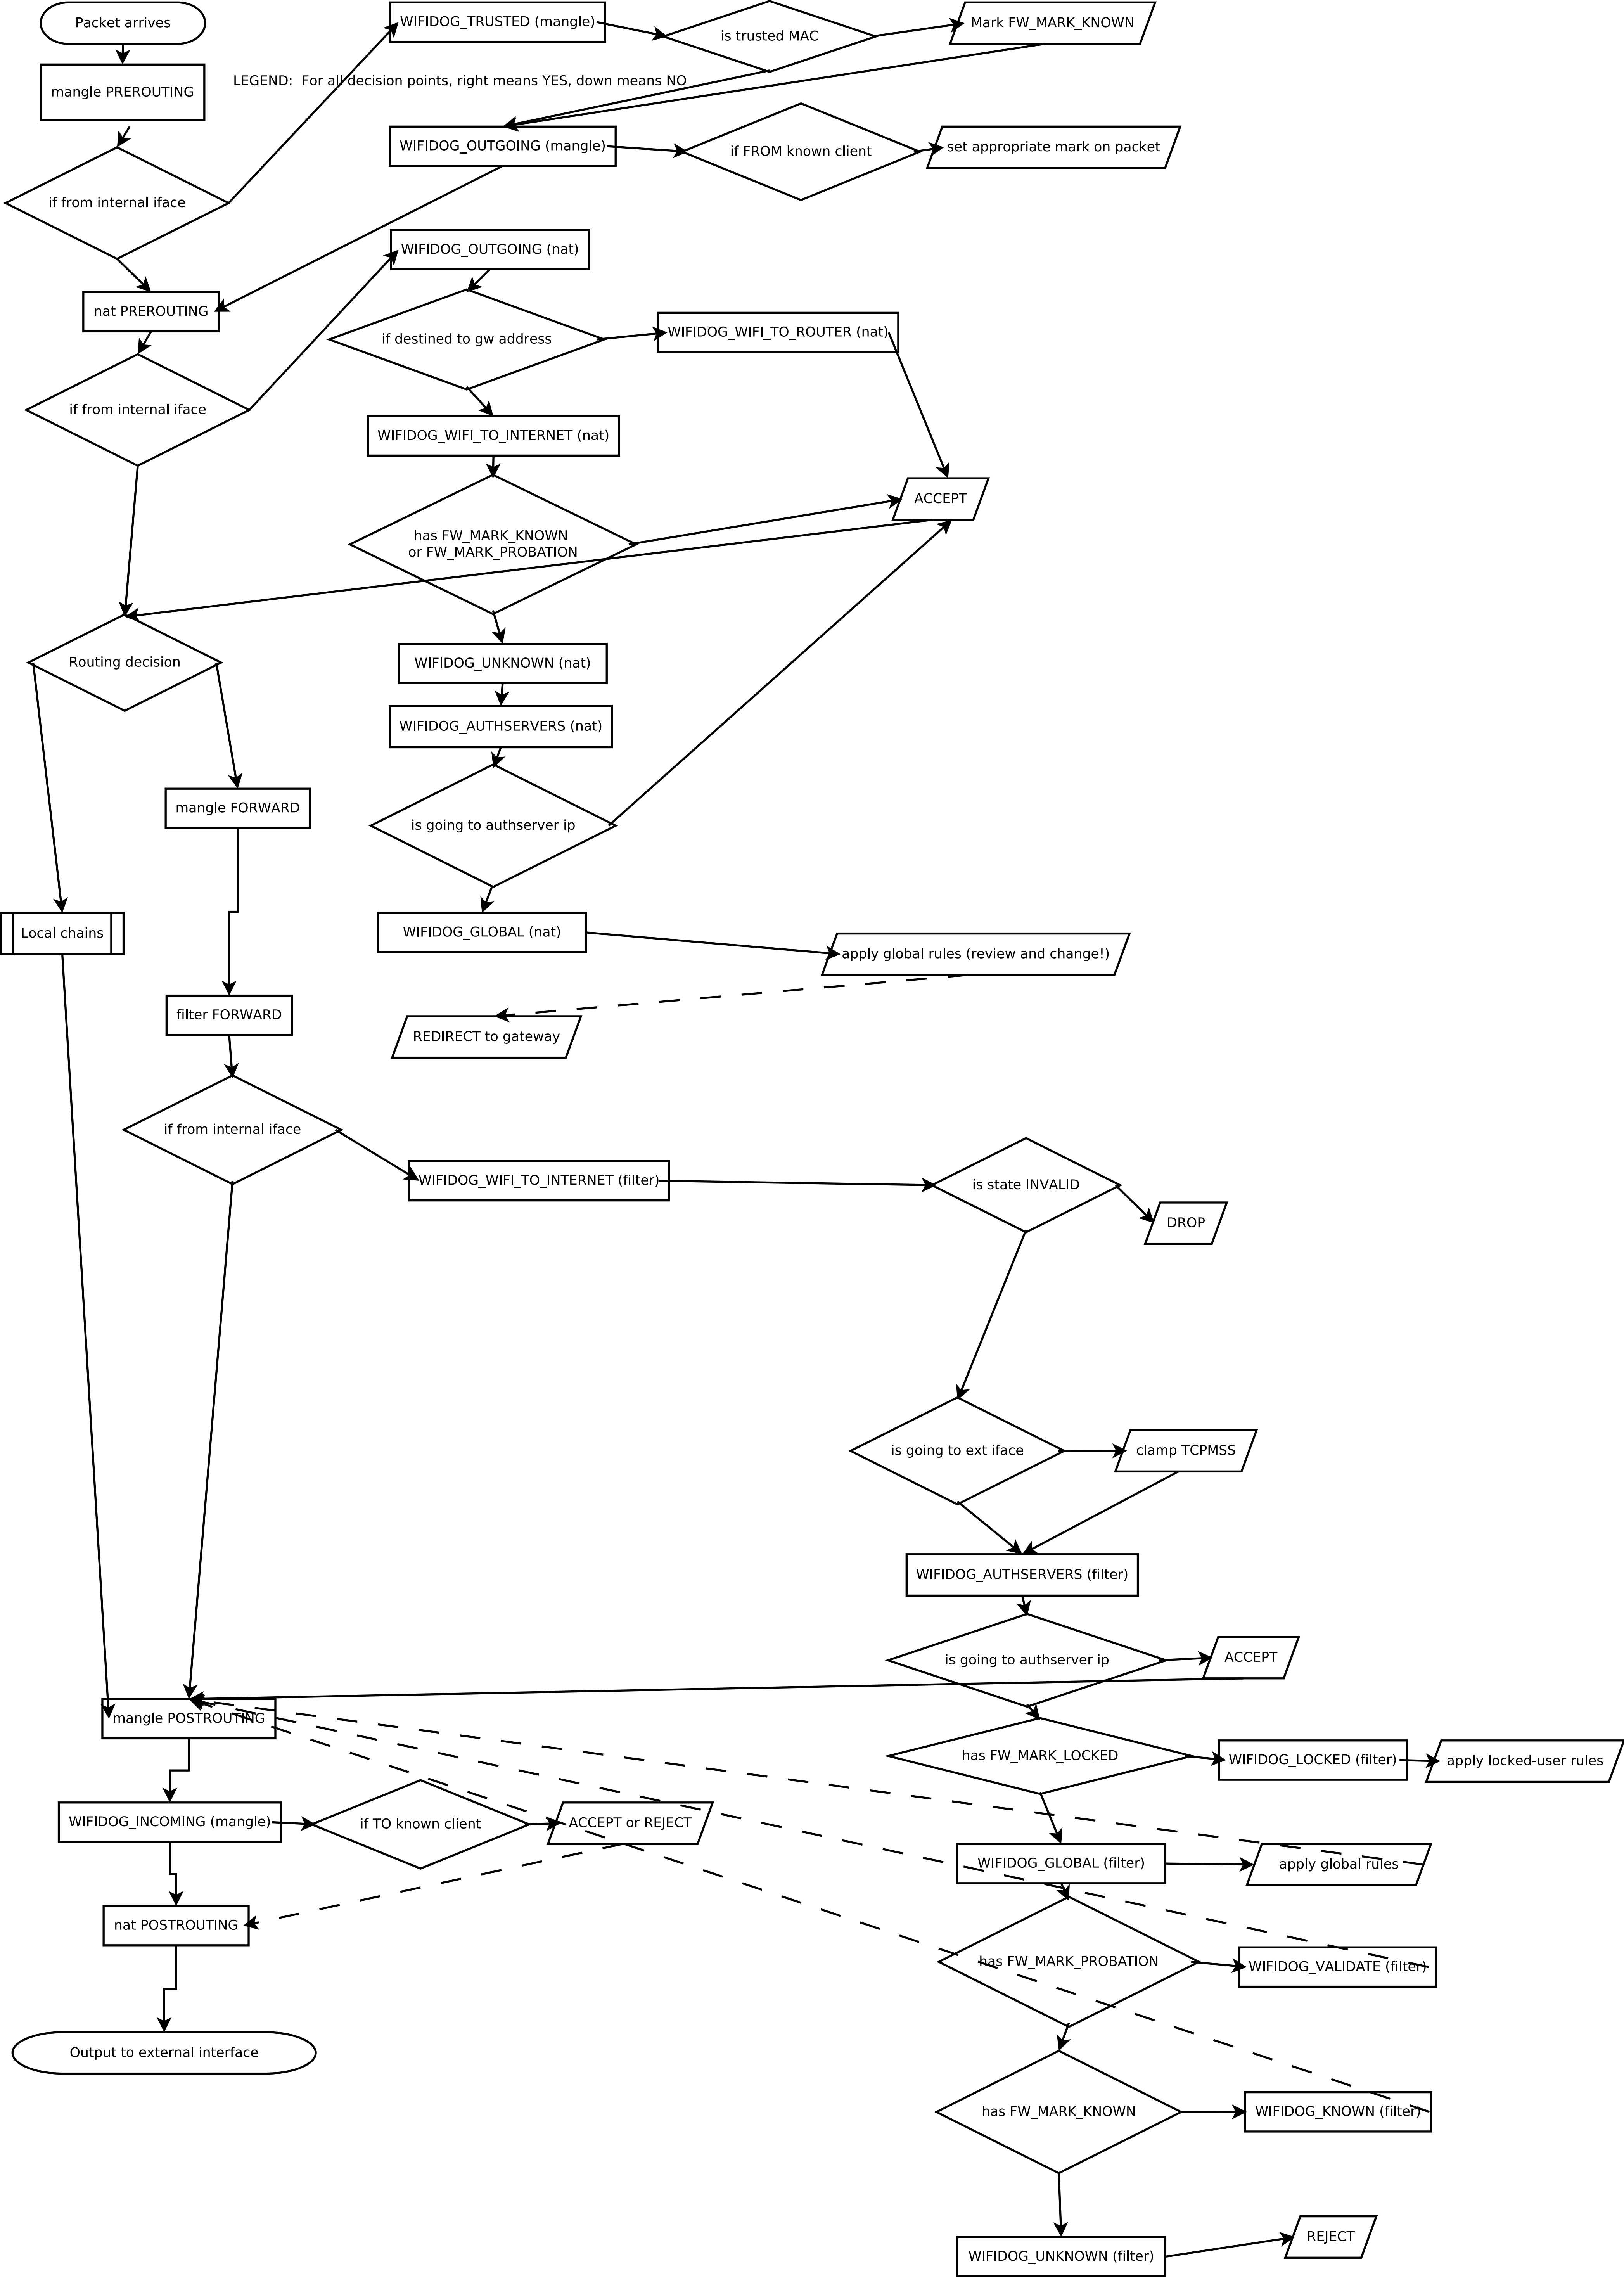 Packet arrives
WIFIDOG_TRUSTED (mangle)
is trusted MAC
Mark FW_MARK_KNOWN
mangle PREROUTING
LEGEND:  For all decision points, right means YES, down means NO
WIFIDOG_OUTGOING (mangle)
if FROM known client
set appropriate mark on packet
if from internal iface
WIFIDOG_OUTGOING (nat)
nat PREROUTING
if destined to gw address
WIFIDOG_WIFI_TO_ROUTER (nat)
if from internal iface
WIFIDOG_WIFI_TO_INTERNET (nat)
ACCEPT
has FW_MARK_KNOWN
or FW_MARK_PROBATION
Routing decision
WIFIDOG_UNKNOWN (nat)
WIFIDOG_AUTHSERVERS (nat)
mangle FORWARD
is going to authserver ip
Local chains
WIFIDOG_GLOBAL (nat)
apply global rules (review and change!)
filter FORWARD
REDIRECT to gateway
if from internal iface
WIFIDOG_WIFI_TO_INTERNET (filter)
is state INVALID
DROP
is going to ext iface
clamp TCPMSS
WIFIDOG_AUTHSERVERS (filter)
is going to authserver ip
ACCEPT
mangle POSTROUTING
has FW_MARK_LOCKED
WIFIDOG_LOCKED (filter)
apply locked-user rules
WIFIDOG_INCOMING (mangle)
if TO known client
ACCEPT or REJECT
WIFIDOG_GLOBAL (filter)
apply global rules
nat POSTROUTING
has FW_MARK_PROBATION
WIFIDOG_VALIDATE (filter)
Output to external interface
has FW_MARK_KNOWN
WIFIDOG_KNOWN (filter)
WIFIDOG_UNKNOWN (filter)
REJECT